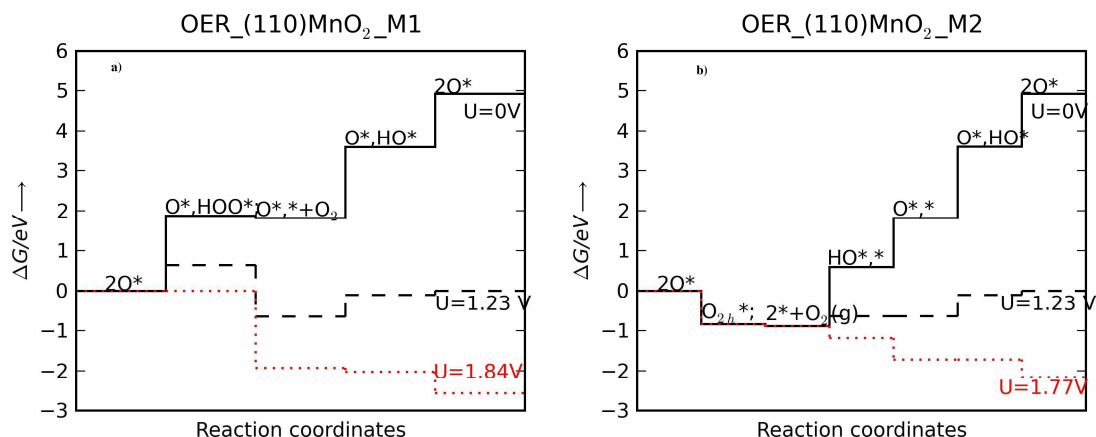 OER_(110)MnO₂_M1
a)
6
5
4
3
2
1
0
−1
−2
−3
ΔG/eV ⟶
2O*
O*,HOO*;
O*,*+O₂
O*,HO*
2O*
U=0V
U=1.23 V
U=1.84V
Reaction coordinates
OER_(110)MnO₂_M2
b)
6
5
4
3
2
1
0
−1
−2
−3
ΔG/eV ⟶
2O*
O₂ₕ*;
2*+O₂(g)
HO*,*
O*,*
O*,HO*
2O*
U=0V
U=1.23 V
U=1.77V
Reaction coordinates